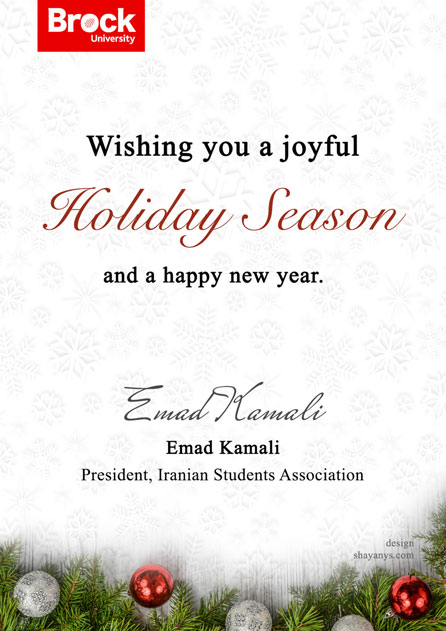 Brock
University
Wishing you a joyful
Holiday Season
and a happy new year.
Emad Kamali
Emad Kamali
President, Iranian Students Association
design
shayanys.com